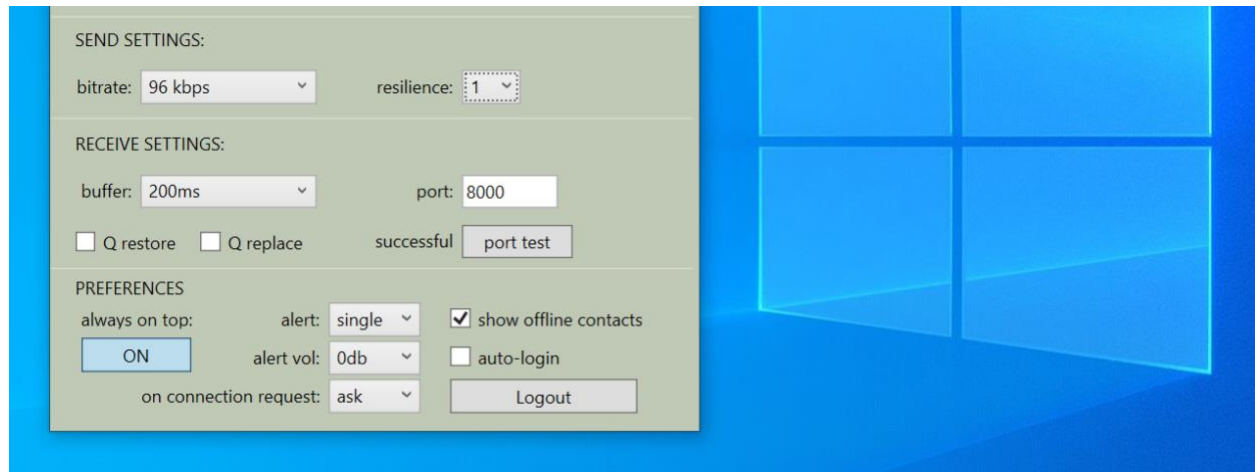 SEND SETTINGS:
bitrate: 96 kbps resilience: 1
RECEIVE SETTINGS:
buffer: 200ms port: 8000
Q restore Q replace successful port test
PREFERENCES
always on top: alert: single show offline contacts
ON alert vol: 0db auto-login
on connection request: ask Logout